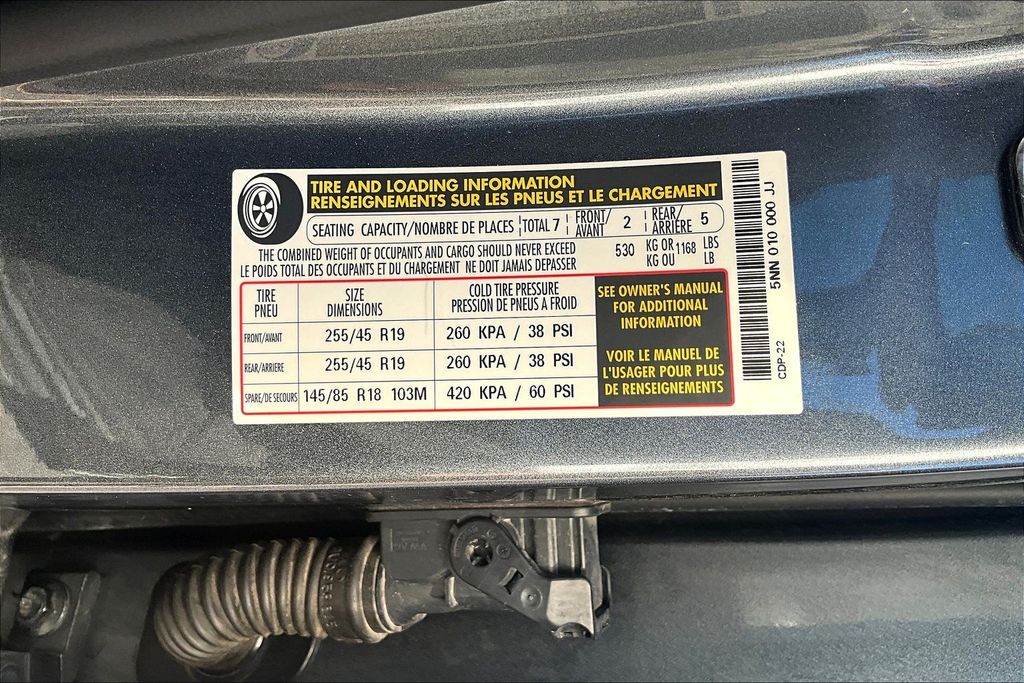 TIRE AND LOADING INFORMATION
RENSEIGNEMENTS SUR LES PNEUS ET LE CHARGEMENT
SEATING CAPACITY/NOMBRE DE PLACES TOTAL 7 FRONT/AVANT 2 REAR/ARRIÈRE 5
THE COMBINED WEIGHT OF OCCUPANTS AND CARGO SHOULD NEVER EXCEED 530 KG OR 1168 LBS
LE POIDS TOTAL DES OCCUPANTS ET DU CHARGEMENT NE DOIT JAMAIS DEPASSER KG OU LB
TIRE SIZE COLD TIRE PRESSURE
PNEU DIMENSIONS PRESSION DE PNEUS A FROID
FRONT/AVANT 255/45 R19 260 KPA / 38 PSI
REAR/ARRIERE 255/45 R19 260 KPA / 38 PSI
SPARE/DE SECOURS 145/85 R18 103M 420 KPA / 60 PSI
SEE OWNER'S MANUAL
FOR ADDITIONAL
INFORMATION
VOIR LE MANUEL DE
L'USAGER POUR PLUS
DE RENSEIGNEMENTS
5NN 010 000 JJ
CDP-22